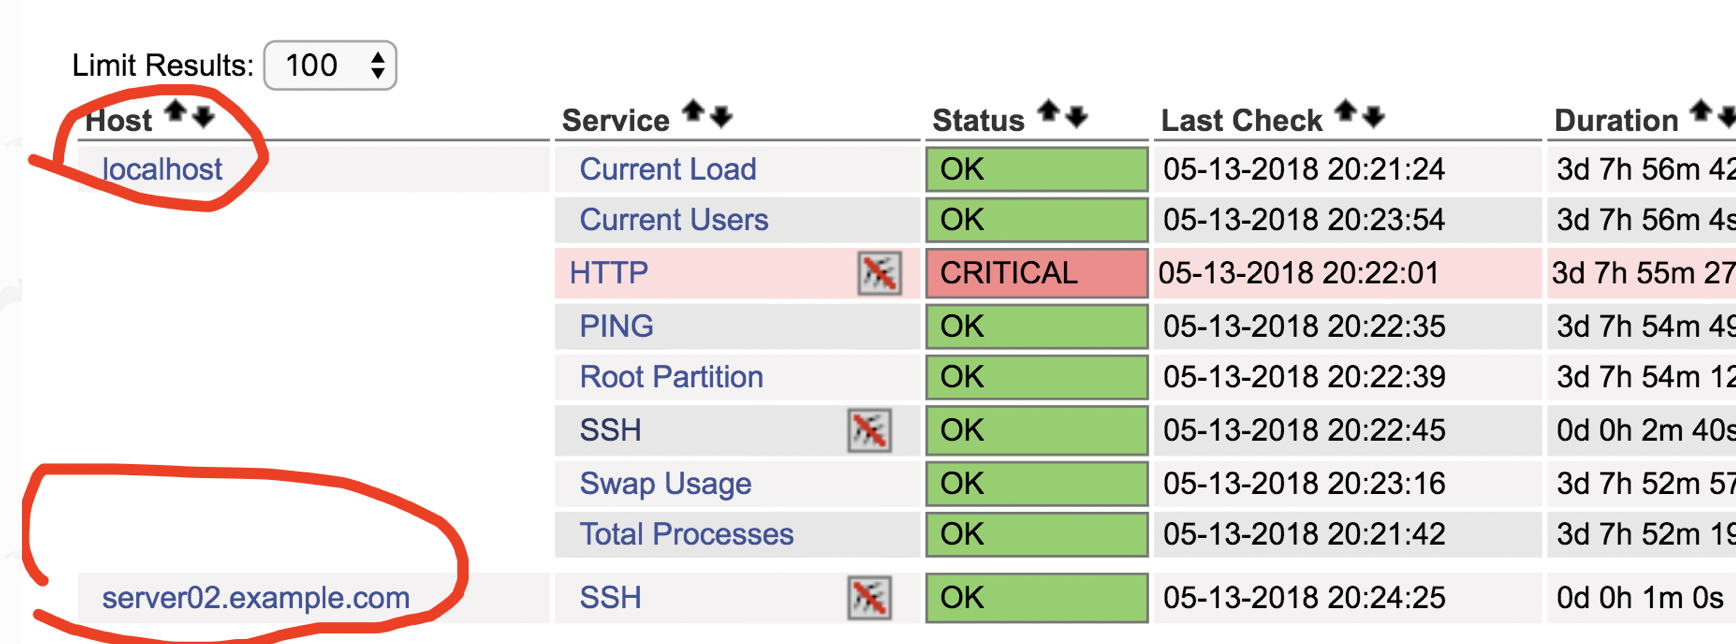 Limit Results: 100
Host Service Status Last Check Duration
localhost Current Load OK 05-13-2018 20:21:24 3d 7h 56m 42
Current Users OK 05-13-2018 20:23:54 3d 7h 56m 4s
HTTP CRITICAL 05-13-2018 20:22:01 3d 7h 55m 27
PING OK 05-13-2018 20:22:35 3d 7h 54m 49
Root Partition OK 05-13-2018 20:22:39 3d 7h 54m 12
SSH OK 05-13-2018 20:22:45 0d 0h 2m 40s
Swap Usage OK 05-13-2018 20:23:16 3d 7h 52m 57
Total Processes OK 05-13-2018 20:21:42 3d 7h 52m 19
server02.example.com SSH OK 05-13-2018 20:24:25 0d 0h 1m 0s